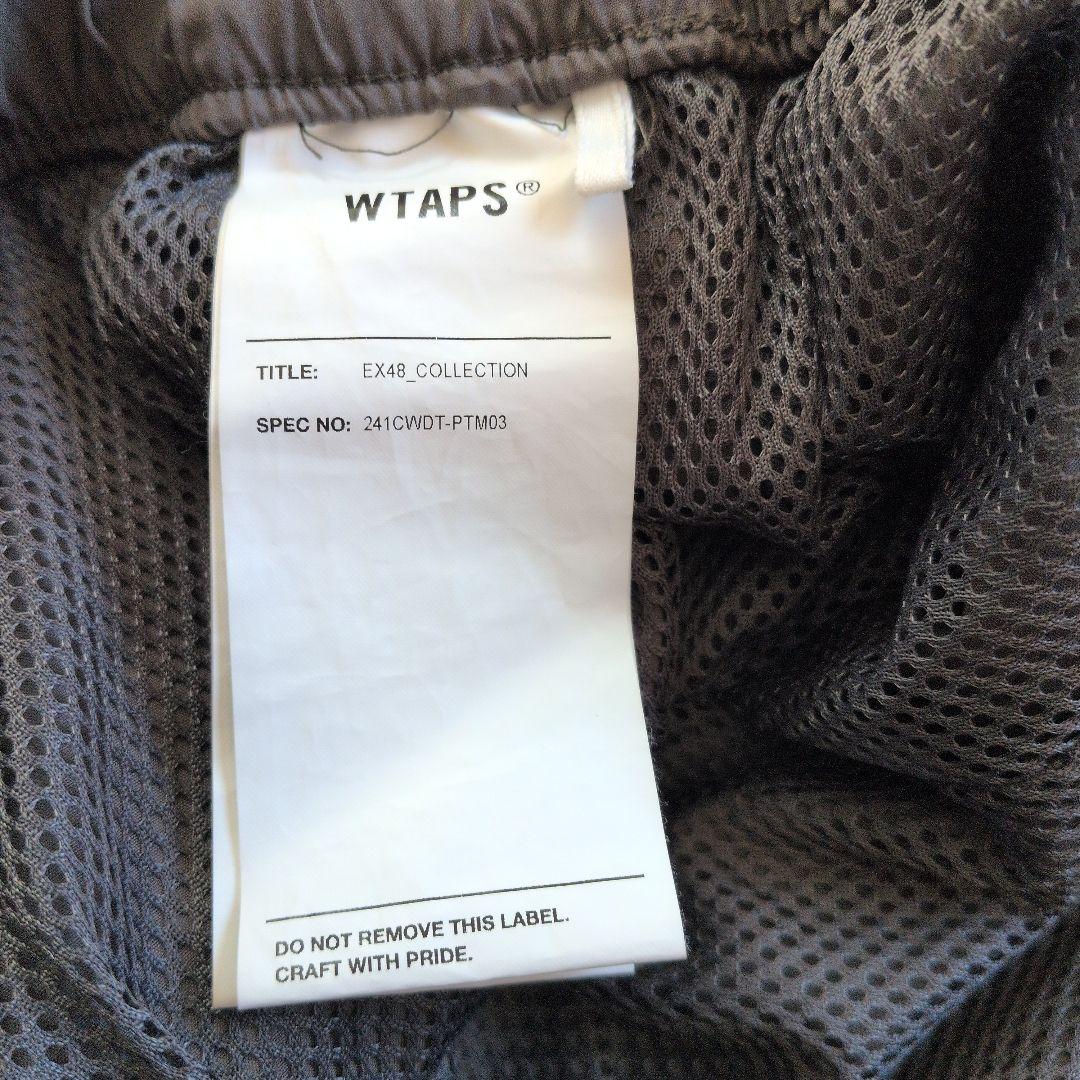 WTAPS®
TITLE: EX48_COLLECTION
SPEC NO: 241CWDT-PTM03
DO NOT REMOVE THIS LABEL.
CRAFT WITH PRIDE.